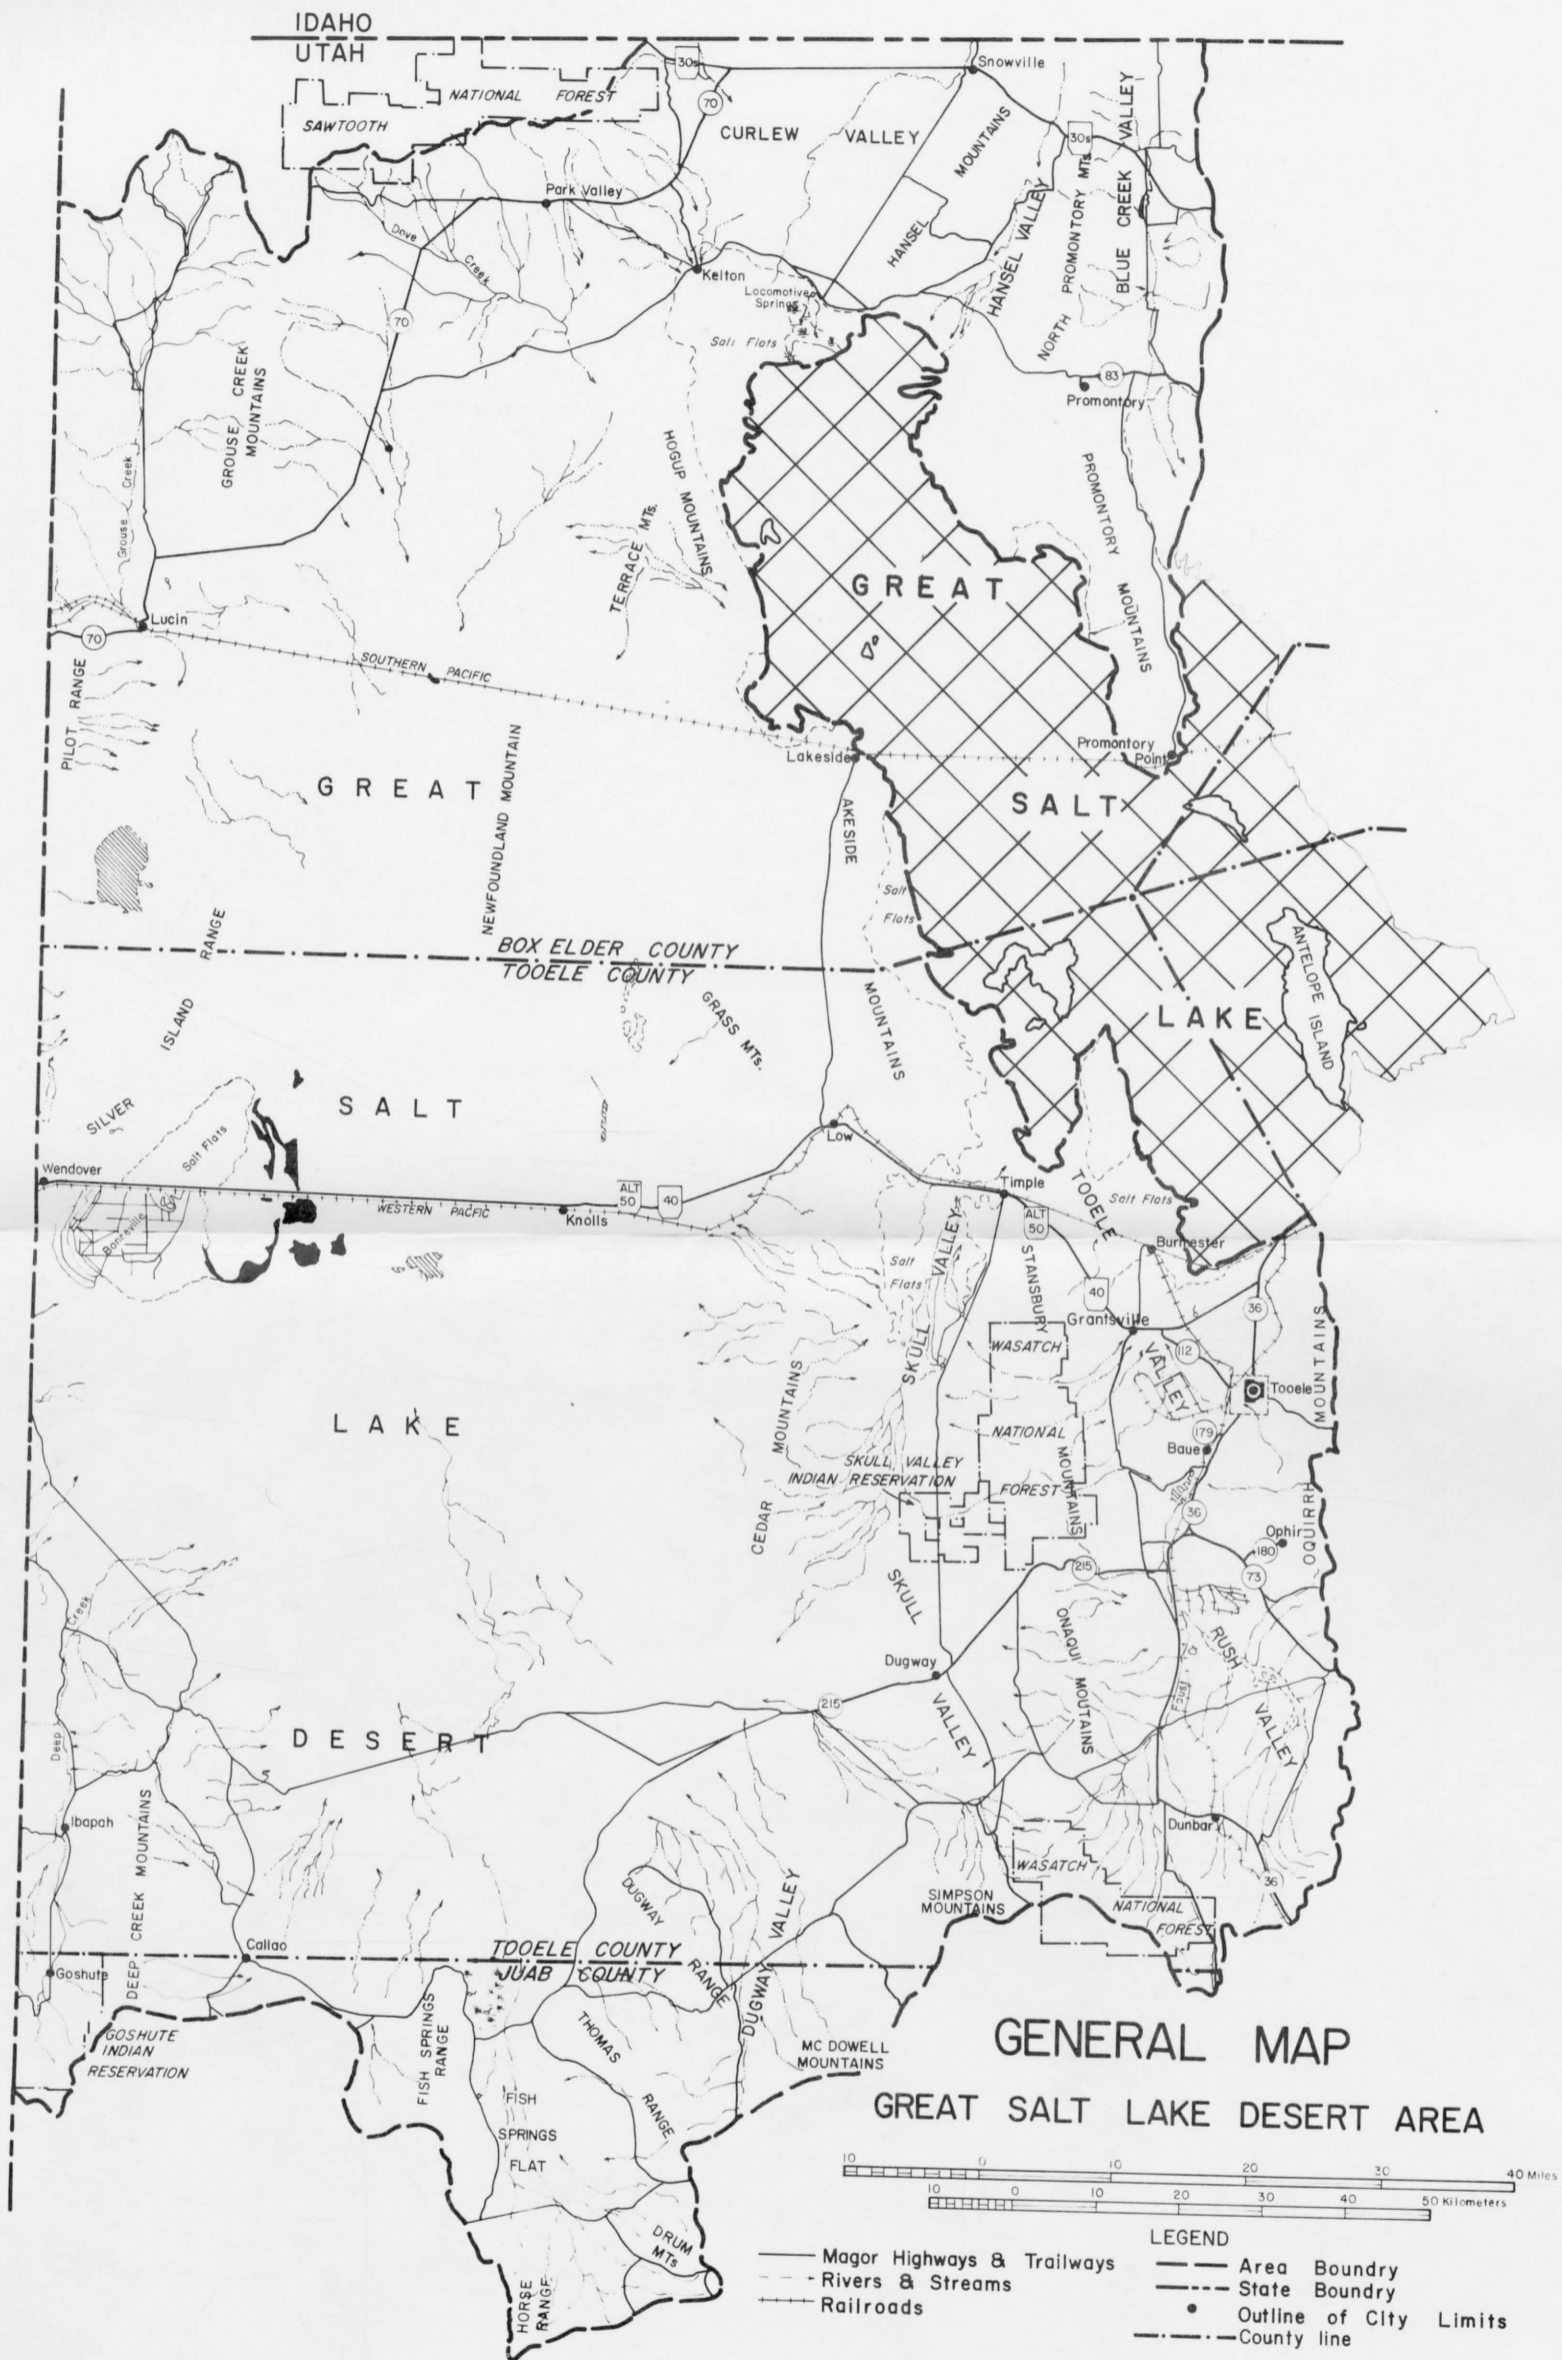 IDAHO
UTAH
30s
Snowville
NATIONAL FOREST
SAWTOOTH
70
CURLEW VALLEY
MOUNTAINS
HANSEL
30s
HANSEL VALLEY
NORTH PROMONTORY MTs.
BLUE CREEK VALLEY
Park Valley
Dove Creek
Kelton
Locomotive
Springs
Salt Flats
70
GROUSE CREEK
MOUNTAINS
Grouse Creek
83
Promontory
HOGUP MOUNTAINS
TERRACE MTs.
PROMONTORY MOUNTAINS
GREAT
Lucin
70
SOUTHERN PACIFIC
PILOT RANGE
Promontory
Point
Lakeside
GREAT
NEWFOUNDLAND MOUNTAIN
AKESIDE
SALT
Salt
Flats
BOX ELDER COUNTY
TOOELE COUNTY
RANGE
ISLAND
SILVER
GRASS MTs.
MOUNTAINS
ANTELOPE ISLAND
LAKE
SALT
Salt Flats
Low
Wendover
Bonneville
WESTERN PACFIC
Knolls
ALT
50
40
Timple
ALT
50
TOOELE
Salt Flats
Burmester
Salt
Flats
SKULL VALLEY
STANSBURY
40
Grantsville
36
WASATCH
112
VALLEY
Tooele
MOUNTAINS
LAKE
MOUNTAINS
CEDAR
NATIONAL
MOUNTAINS
179
Baue
SKULL VALLEY
INDIAN RESERVATION
FOREST
36
Ophir
180
OQUIRRH
73
215
SKULL
ONAQUI MOUTAINS
RUSH
VALLEY
Faust
Creek
Deep
Dugway
215
VALLEY
DESERT
Ibapah
DEEP CREEK MOUNTAINS
Dunbar
WASATCH
36
DUGWAY
RANGE
DUGWAY VALLEY
SIMPSON
MOUNTAINS
NATIONAL
FOREST
Callao
TOOELE COUNTY
JUAB COUNTY
Goshute
GOSHUTE
INDIAN
RESERVATION
FISH SPRINGS
RANGE
THOMAS
RANGE
MC DOWELL
MOUNTAINS
FISH
SPRINGS
FLAT
DRUM
MTs
HORSE
RANGE
GENERAL MAP
GREAT SALT LAKE DESERT AREA
10 0 10 20 30 40 Miles
10 0 10 20 30 40 50 Kilometers
LEGEND
Magor Highways & Trailways
Rivers & Streams
Railroads
Area Boundry
State Boundry
Outline of City Limits
County line